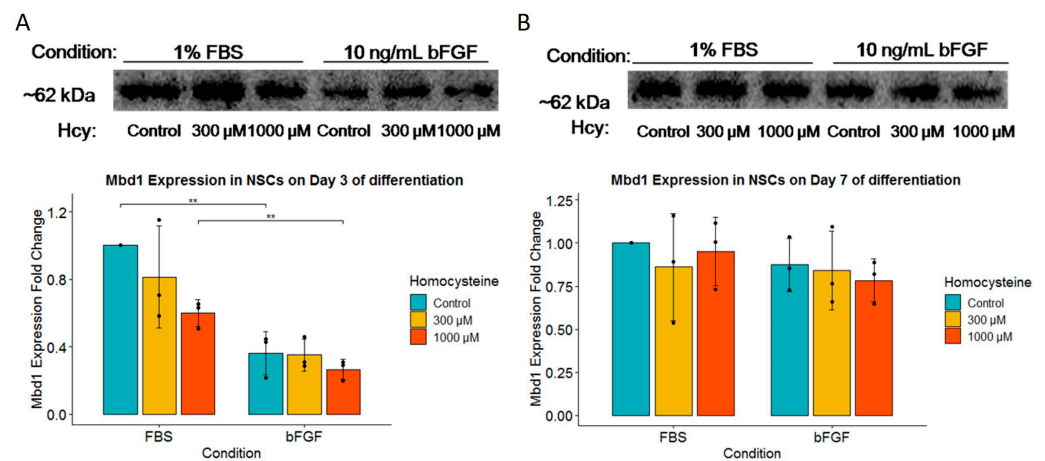 A
Condition: 1% FBS 10 ng/mL bFGF
~62 kDa
Hcy: Control 300 µM 1000 µM Control 300 µM 1000 µM
Mbd1 Expression in NSCs on Day 3 of differentiation
Mbd1 Expression Fold Change
1.2
0.8
0.4
0.0
**
**
FBS bFGF
Condition
Homocysteine
Control
300 µM
1000 µM
B
Condition: 1% FBS 10 ng/mL bFGF
~62 kDa
Hcy: Control 300 µM 1000 µM Control 300 µM 1000 µM
Mbd1 Expression in NSCs on Day 7 of differentiation
Mbd1 Expression Fold Change
1.25
1.00
0.75
0.50
0.25
0.00
FBS bFGF
Condition
Homocysteine
Control
300 µM
1000 µM